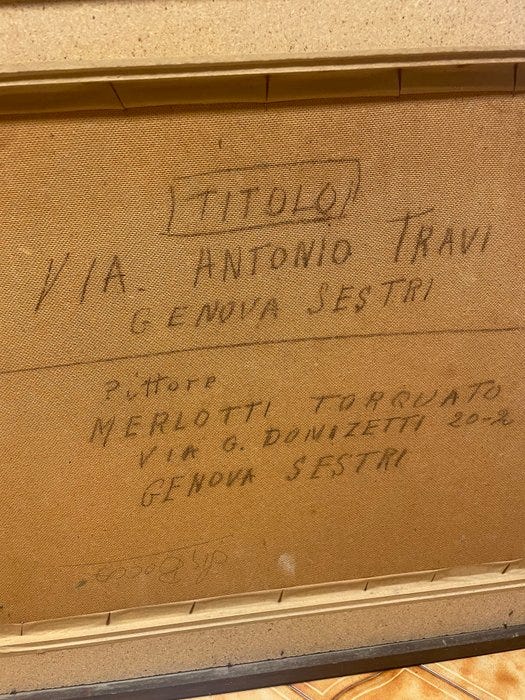 TITOLO
VIA. ANTONIO TRAVI
GENOVA SESTRI
Pittore
MERLOTTI TORQUATO
VIA G. DONIZETTI 20-2
GENOVA SESTRI